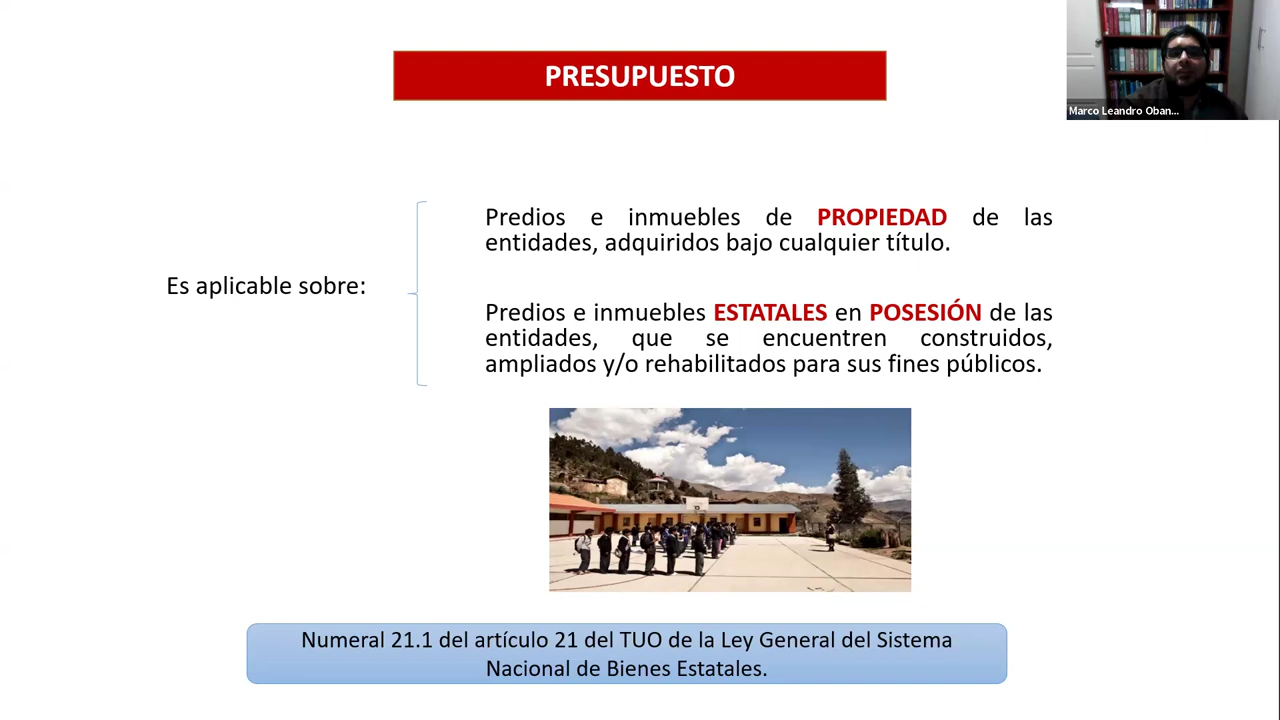 PRESUPUESTO
Marco Leandro Oban...
Predios e inmuebles de PROPIEDAD de las
entidades, adquiridos bajo cualquier título.
Es aplicable sobre:
Predios e inmuebles ESTATALES en POSESIÓN de las
entidades, que se encuentren construidos,
ampliados y/o rehabilitados para sus fines públicos.
Numeral 21.1 del artículo 21 del TUO de la Ley General del Sistema
Nacional de Bienes Estatales.